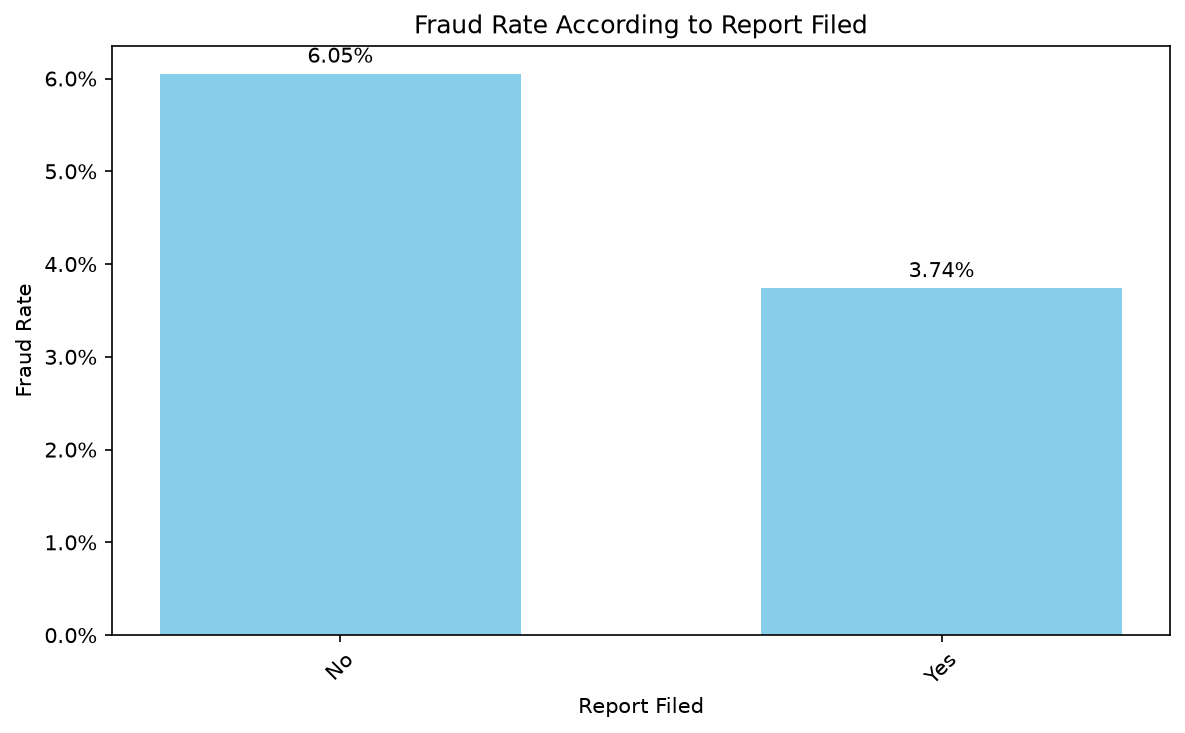 Fraud Rate According to Report Filed
6.05%
6.0%
5.0%
4.0%
3.74%
Fraud Rate
3.0%
2.0%
1.0%
0.0%
No
Yes
Report Filed